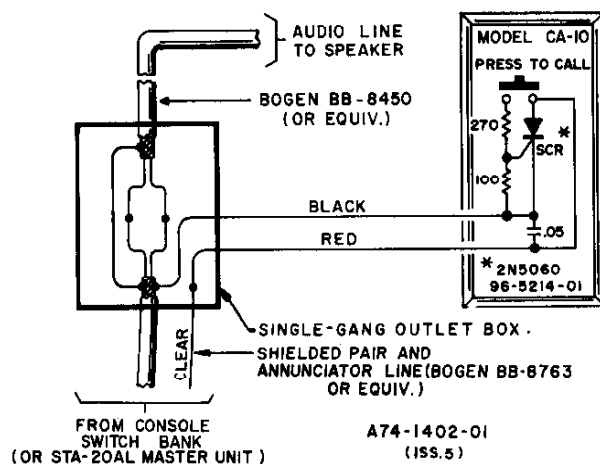 AUDIO LINE
TO SPEAKER
BOGEN BB-8450
(OR EQUIV.)
MODEL CA-10
PRESS TO CALL
270
*
SCR
100
BLACK
.05
RED
* 2N5060
96-5214-01
SINGLE-GANG OUTLET BOX.
CLEAR
SHIELDED PAIR AND
ANNUNCIATOR LINE(BOGEN BB-8763
OR EQUIV.)
FROM CONSOLE
SWITCH BANK
(OR STA-20AL MASTER UNIT)
A74-1402-01
(ISS.5)